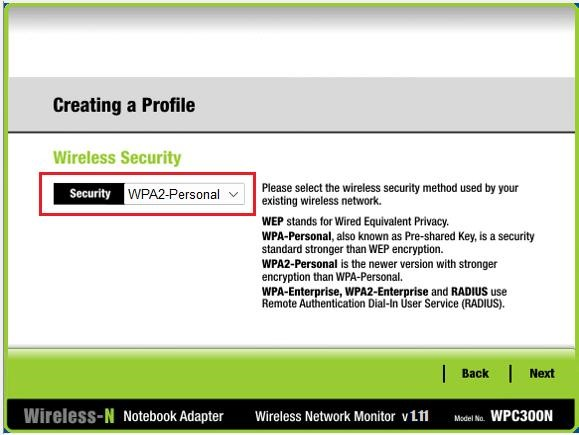 Creating a Profile
Wireless Security
Security WPA2-Personal
Please select the wireless security method used by your
existing wireless network.
WEP stands for Wired Equivalent Privacy.
WPA-Personal, also known as Pre-shared Key, is a security
standard stronger than WEP encryption.
WPA2-Personal is the newer version with stronger
encryption than WPA-Personal.
WPA-Enterprise, WPA2-Enterprise and RADIUS use
Remote Authentication Dial-In User Service (RADIUS).
Back Next
Wireless-N Notebook Adapter Wireless Network Monitor v1.11 Model No. WPC300N